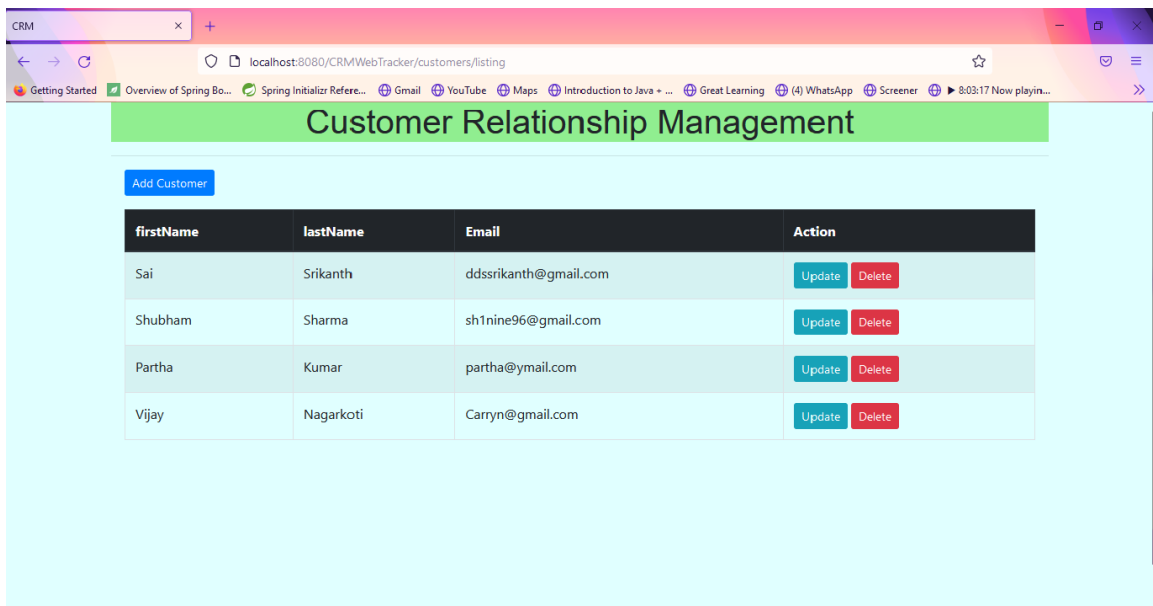 CRM
localhost:8080/CRMWebTracker/customers/listing
Getting Started Overview of Spring Bo... Spring Initializr Refere... Gmail YouTube Maps Introduction to Java + ... Great Learning (4) WhatsApp Screener ▶ 8:03:17 Now playin...
Customer Relationship Management
Add Customer
firstName lastName Email Action
Sai Srikanth ddssrikanth@gmail.com Update Delete
Shubham Sharma sh1nine96@gmail.com Update Delete
Partha Kumar partha@ymail.com Update Delete
Vijay Nagarkoti Carryn@gmail.com Update Delete